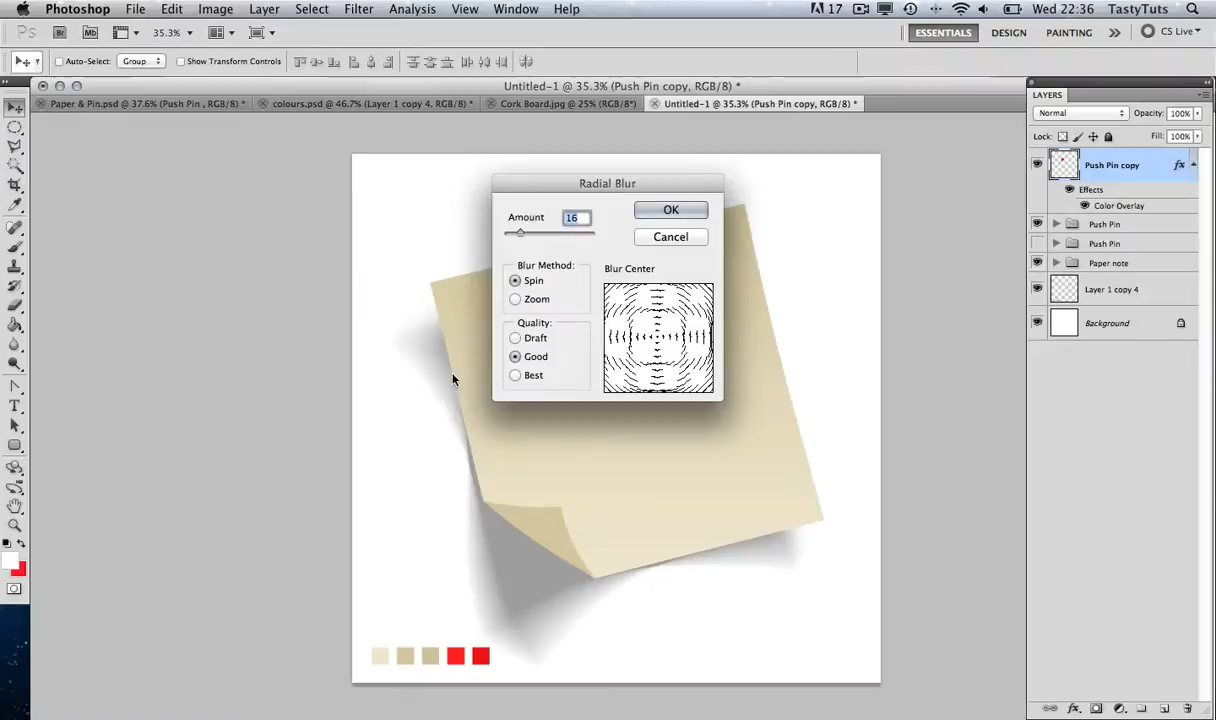 Photoshop File Edit Image Layer Select Filter Analysis View Window Help 17 Wed 22:36 TastyTuts
Ps Br Mb 35.3% ESSENTIALS DESIGN PAINTING >> CS Live
Auto-Select: Group Show Transform Controls
Untitled-1 @ 35.3% (Push Pin copy, RGB/8) *
Paper & Pin.psd @ 37.6% (Push Pin , RGB/8) * colours.psd @ 46.7% (Layer 1 copy 4, RGB/8) * Cork Board.jpg @ 25% (RGB/8*) Untitled-1 @ 35.3% (Push Pin copy, RGB/8) *
Radial Blur
Amount 16 OK
Cancel
Blur Method: Blur Center
Spin
Zoom
Quality:
Draft
Good
Best
LAYERS
Normal Opacity: 100%
Lock: Fill: 100%
Push Pin copy fx
Effects
Color Overlay
Push Pin
Push Pin
Paper note
Layer 1 copy 4
Background
T
fx